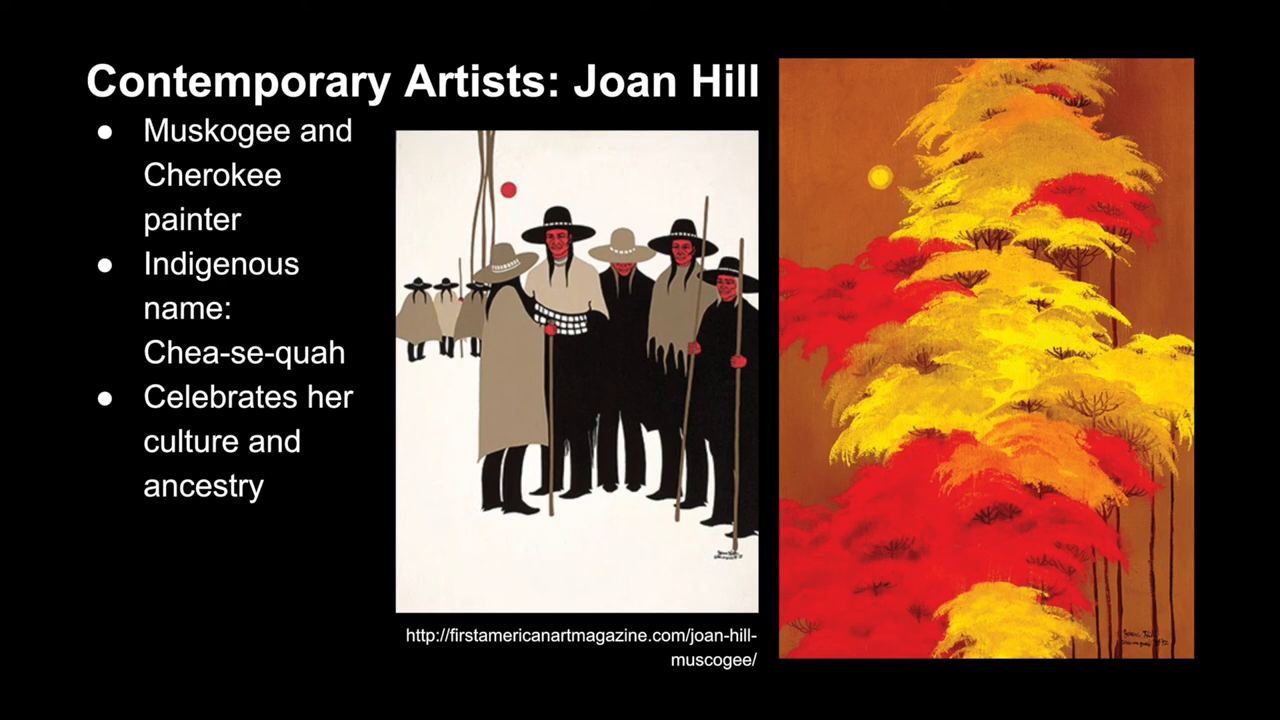 Contemporary Artists: Joan Hill
● Muskogee and
Cherokee
painter
● Indigenous
name:
Chea-se-quah
● Celebrates her
culture and
ancestry
http://firstamericanartmagazine.com/joan-hill-
muscogee/